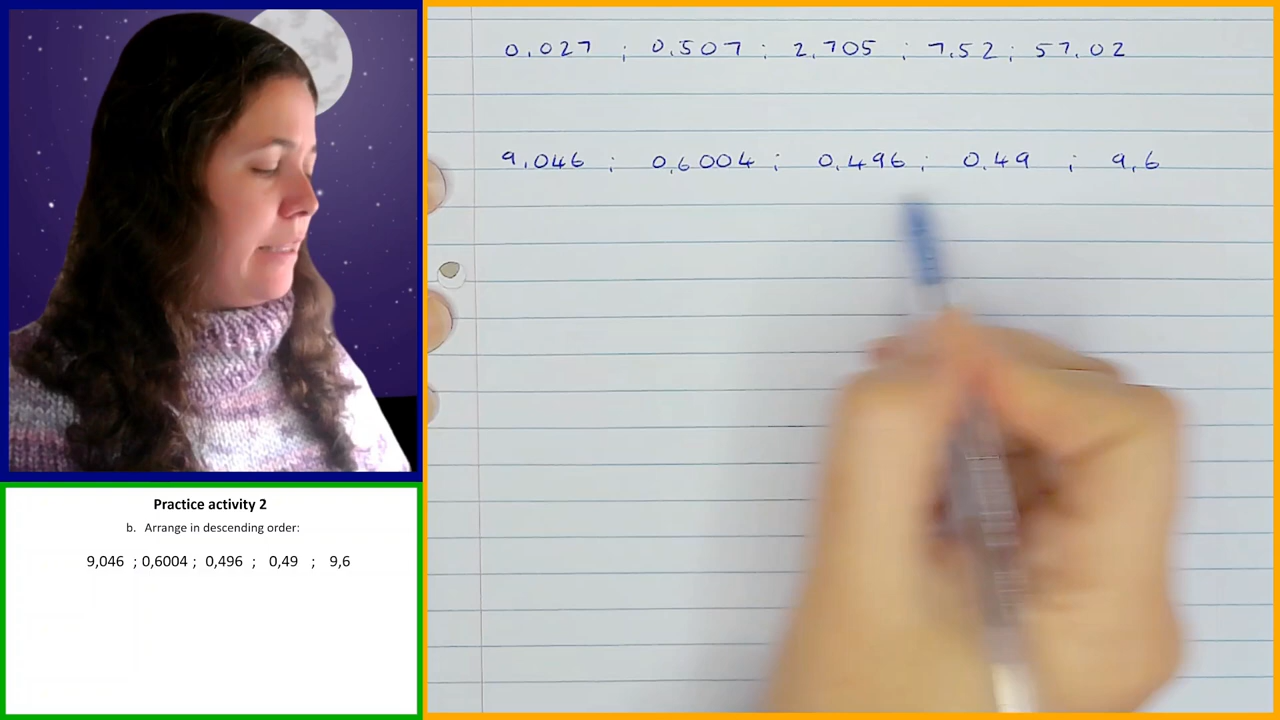 0,027 ; 0,507 ; 2,705 ; 7,52 ; 57,02
9,046 ; 0,6004 ; 0,496 ; 0,49 ; 9,6
Practice activity 2
b. Arrange in descending order:
9,046 ; 0,6004 ; 0,496 ; 0,49 ; 9,6